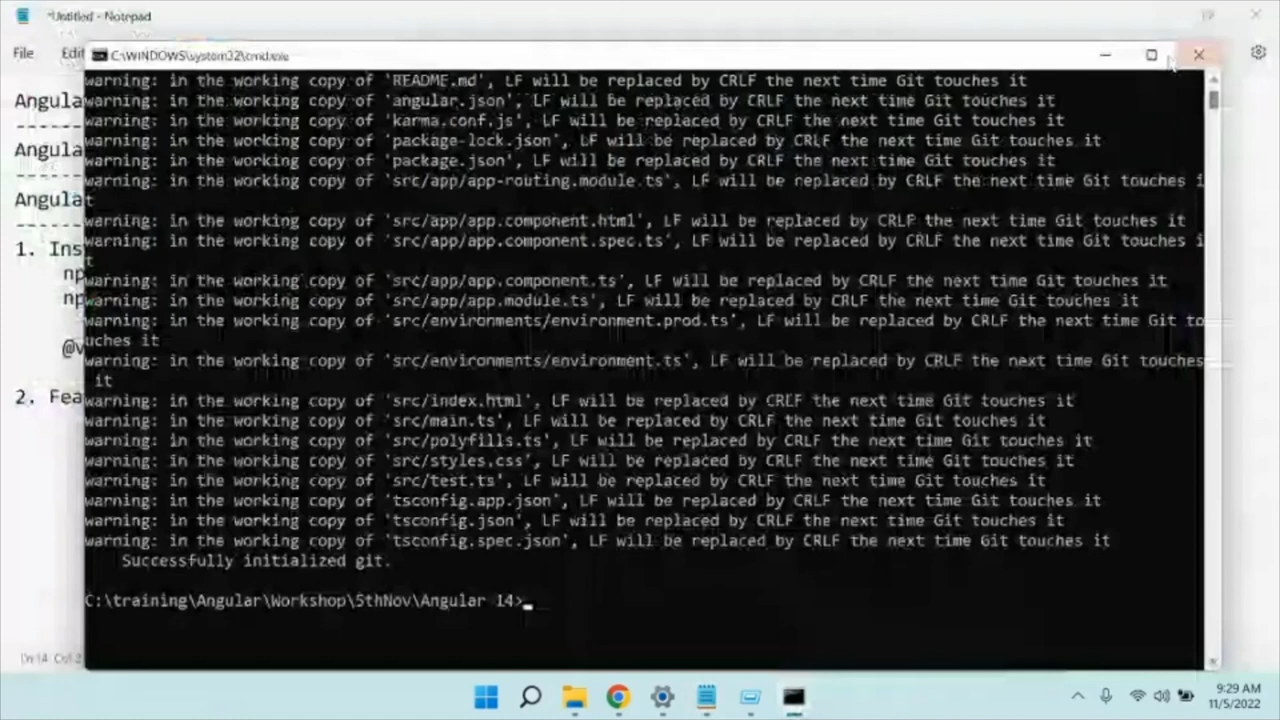 *Untitled - Notepad
File Edit
C:\WINDOWS\system32\cmd.exe
Angula
--------
Angula
--------
Angula
--------
1. Ins
np
np
@v
2. Fea
warning: in the working copy of 'README.md', LF will be replaced by CRLF the next time Git touches it
warning: in the working copy of 'angular.json', LF will be replaced by CRLF the next time Git touches it
warning: in the working copy of 'karma.conf.js', LF will be replaced by CRLF the next time Git touches it
warning: in the working copy of 'package-lock.json', LF will be replaced by CRLF the next time Git touches it
warning: in the working copy of 'package.json', LF will be replaced by CRLF the next time Git touches it
warning: in the working copy of 'src/app/app-routing.module.ts', LF will be replaced by CRLF the next time Git touches i
t
warning: in the working copy of 'src/app/app.component.html', LF will be replaced by CRLF the next time Git touches it
warning: in the working copy of 'src/app/app.component.spec.ts', LF will be replaced by CRLF the next time Git touches i
t
warning: in the working copy of 'src/app/app.component.ts', LF will be replaced by CRLF the next time Git touches it
warning: in the working copy of 'src/app/app.module.ts', LF will be replaced by CRLF the next time Git touches it
warning: in the working copy of 'src/environments/environment.prod.ts', LF will be replaced by CRLF the next time Git to
uches it
warning: in the working copy of 'src/environments/environment.ts', LF will be replaced by CRLF the next time Git touches
it
warning: in the working copy of 'src/index.html', LF will be replaced by CRLF the next time Git touches it
warning: in the working copy of 'src/main.ts', LF will be replaced by CRLF the next time Git touches it
warning: in the working copy of 'src/polyfills.ts', LF will be replaced by CRLF the next time Git touches it
warning: in the working copy of 'src/styles.css', LF will be replaced by CRLF the next time Git touches it
warning: in the working copy of 'src/test.ts', LF will be replaced by CRLF the next time Git touches it
warning: in the working copy of 'tsconfig.app.json', LF will be replaced by CRLF the next time Git touches it
warning: in the working copy of 'tsconfig.json', LF will be replaced by CRLF the next time Git touches it
warning: in the working copy of 'tsconfig.spec.json', LF will be replaced by CRLF the next time Git touches it
Successfully initialized git.
C:\training\Angular\Workshop\5thNov\Angular 14>
9:29 AM
11/5/2022